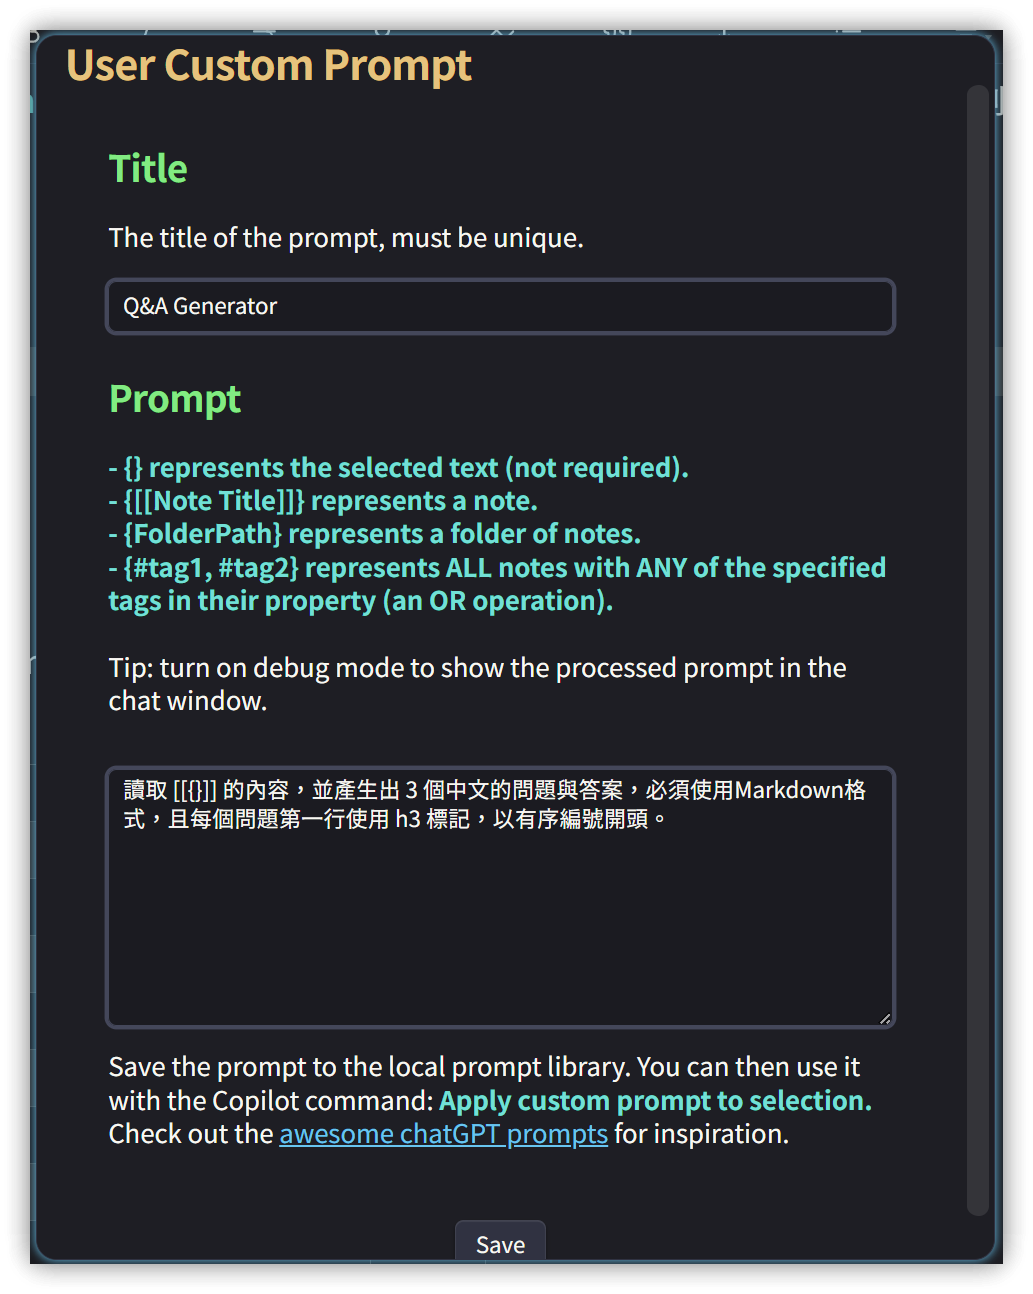 User Custom Prompt
Title
The title of the prompt, must be unique.
Q&A Generator
Prompt
- {} represents the selected text (not required).
- {[[Note Title]]} represents a note.
- {FolderPath} represents a folder of notes.
- {#tag1, #tag2} represents ALL notes with ANY of the specified
tags in their property (an OR operation).
Tip: turn on debug mode to show the processed prompt in the
chat window.
讀取 [[{}]] 的內容，並產生出 3 個中文的問題與答案，必須使用Markdown格
式，且每個問題第一行使用 h3 標記，以有序編號開頭。
Save the prompt to the local prompt library. You can then use it
with the Copilot command: Apply custom prompt to selection.
Check out the awesome chatGPT prompts for inspiration.
Save